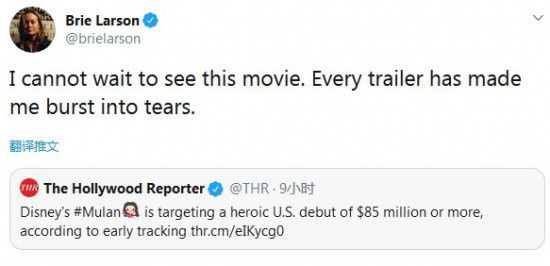 Brie Larson
@brielarson
I cannot wait to see this movie. Every trailer has made
me burst into tears.
翻译推文
THR The Hollywood Reporter @THR · 9小时
Disney's #Mulan is targeting a heroic U.S. debut of $85 million or more,
according to early tracking thr.cm/eIKycg0